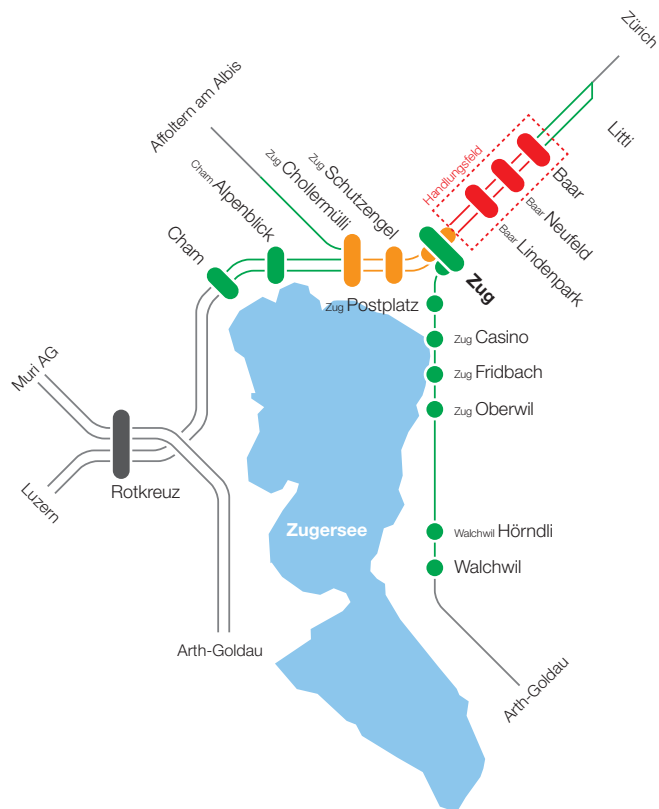 Zürich
Litti
Affoltern am Albis
Handlungsfeld
Baar
Baar Neufeld
Baar Lindenpark
Zug Schutzengel
Zug Chollermülli
Cham Alpenblick
Cham
Zug
Zug Postplatz
Zug Casino
Zug Fridbach
Zug Oberwil
Muri AG
Luzern
Rotkreuz
Zugersee
Walchwil Hörndli
Walchwil
Arth-Goldau
Arth-Goldau